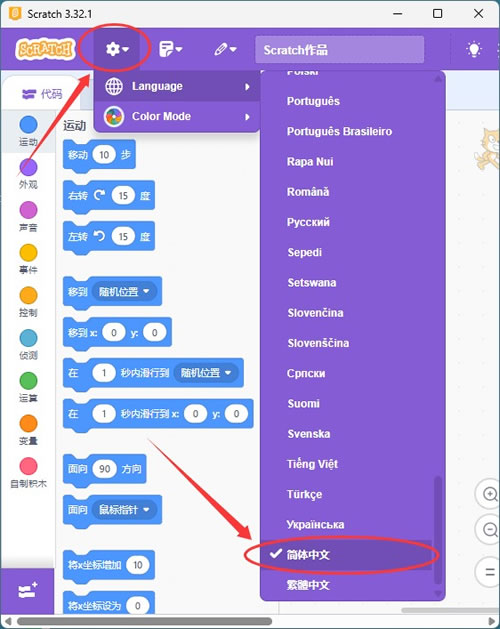 Scratch 3.32.1
SCRATCH
Scratch作品
Language
Color Mode
Polski
Português
Português Brasileiro
Rapa Nui
Română
Русский
Sepedi
Setswana
Slovenčina
Slovenščina
Српски
Suomi
Svenska
Tiếng Việt
Türkçe
Українська
简体中文
繁體中文
代码
运动
外观
声音
事件
控制
侦测
运算
变量
自制积木
运动
移动 10 步
右转 15 度
左转 15 度
移到 随机位置
移到 x: 0 y: 0
在 1 秒内滑行到 随机位置
在 1 秒内滑行到 x: 0 y: 0
面向 90 方向
面向 鼠标指针
将x坐标增加 10
将x坐标设为 0